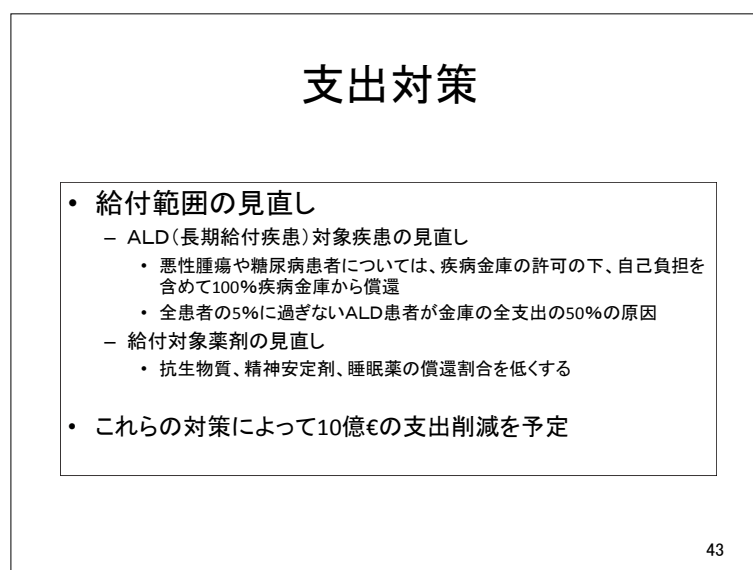 支出対策
• 給付範囲の見直し
– ALD(長期給付疾患)対象疾患の見直し
• 悪性腫瘍や糖尿病患者については、疾病金庫の許可の下、自己負担を
含めて100%疾病金庫から償還
• 全患者の5%に過ぎないALD患者が金庫の全支出の50%の原因
– 給付対象薬剤の見直し
• 抗生物質、精神安定剤、睡眠薬の償還割合を低くする
• これらの対策によって10億€の支出削減を予定
43